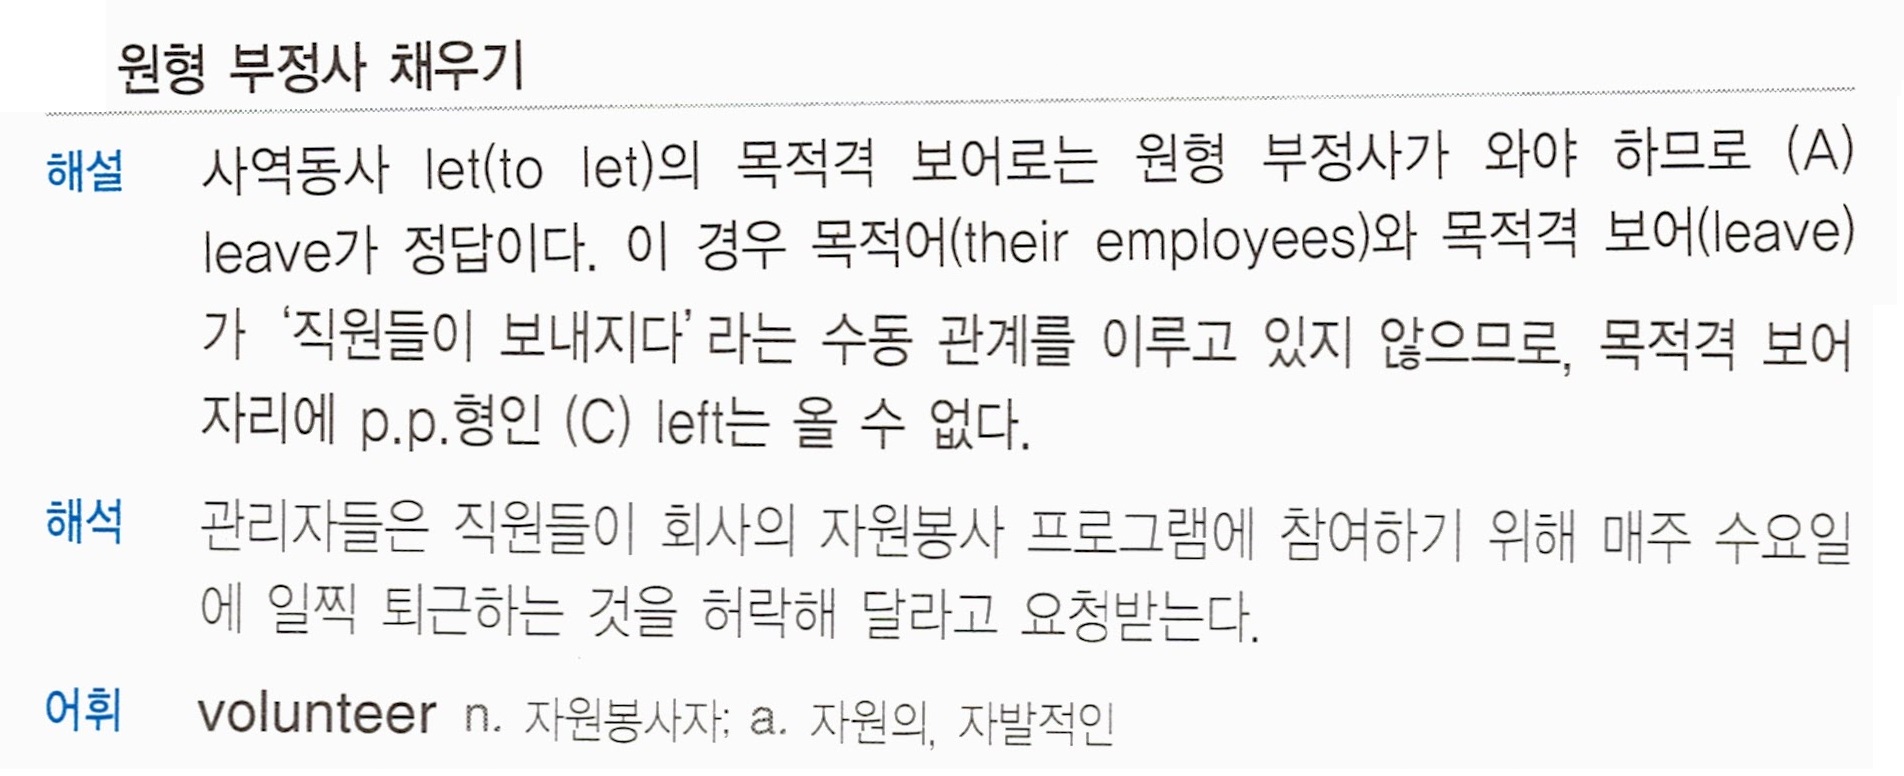 원형 부정사 채우기
해설 사역동사 let(to let)의 목적격 보어로는 원형 부정사가 와야 하므로 (A)
leave가 정답이다. 이 경우 목적어(their employees)와 목적격 보어(leave)
가 ‘직원들이 보내지다’라는 수동 관계를 이루고 있지 않으므로, 목적격 보어
자리에 p.p.형인 (C) left는 올 수 없다.
해석 관리자들은 직원들이 회사의 자원봉사 프로그램에 참여하기 위해 매주 수요일
에 일찍 퇴근하는 것을 허락해 달라고 요청받는다.
어휘 volunteer n. 자원봉사자; a. 자원의, 자발적인